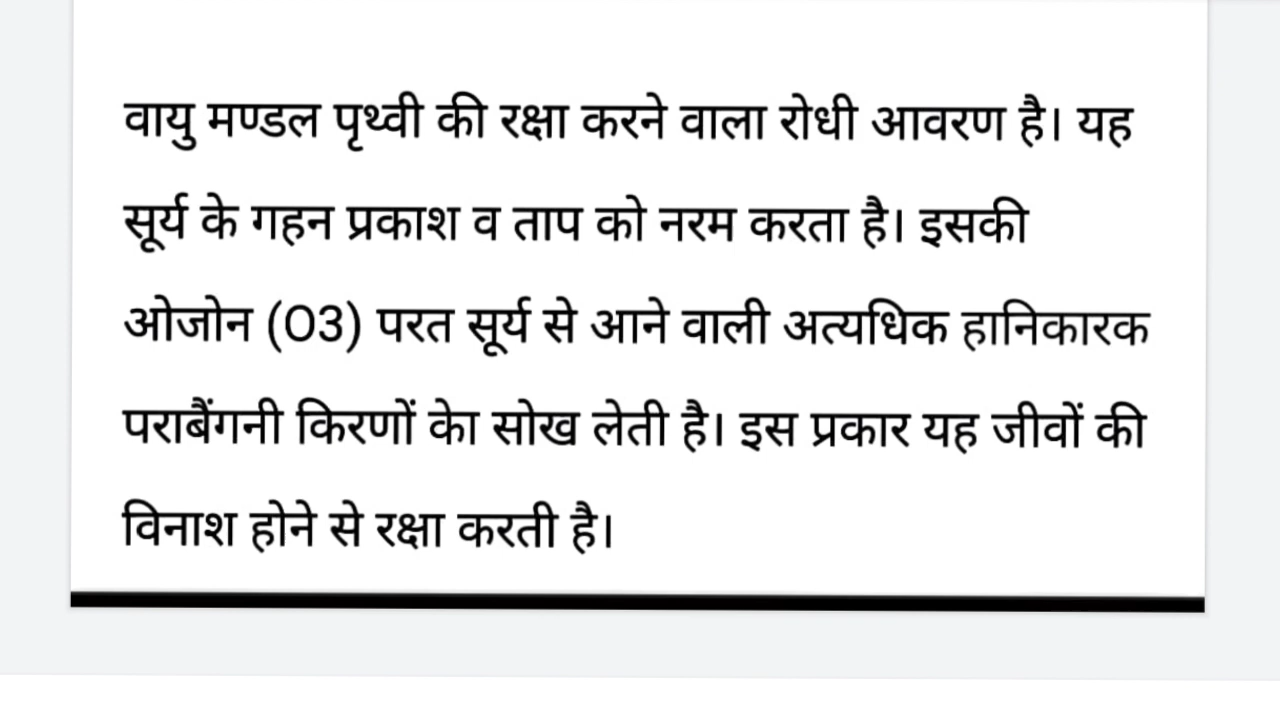 वायु मण्डल पृथ्वी की रक्षा करने वाला रोधी आवरण है। यह
सूर्य के गहन प्रकाश व ताप को नरम करता है। इसकी
ओजोन (O3) परत सूर्य से आने वाली अत्यधिक हानिकारक
पराबैंगनी किरणों केा सोख लेती है। इस प्रकार यह जीवों की
विनाश होने से रक्षा करती है।